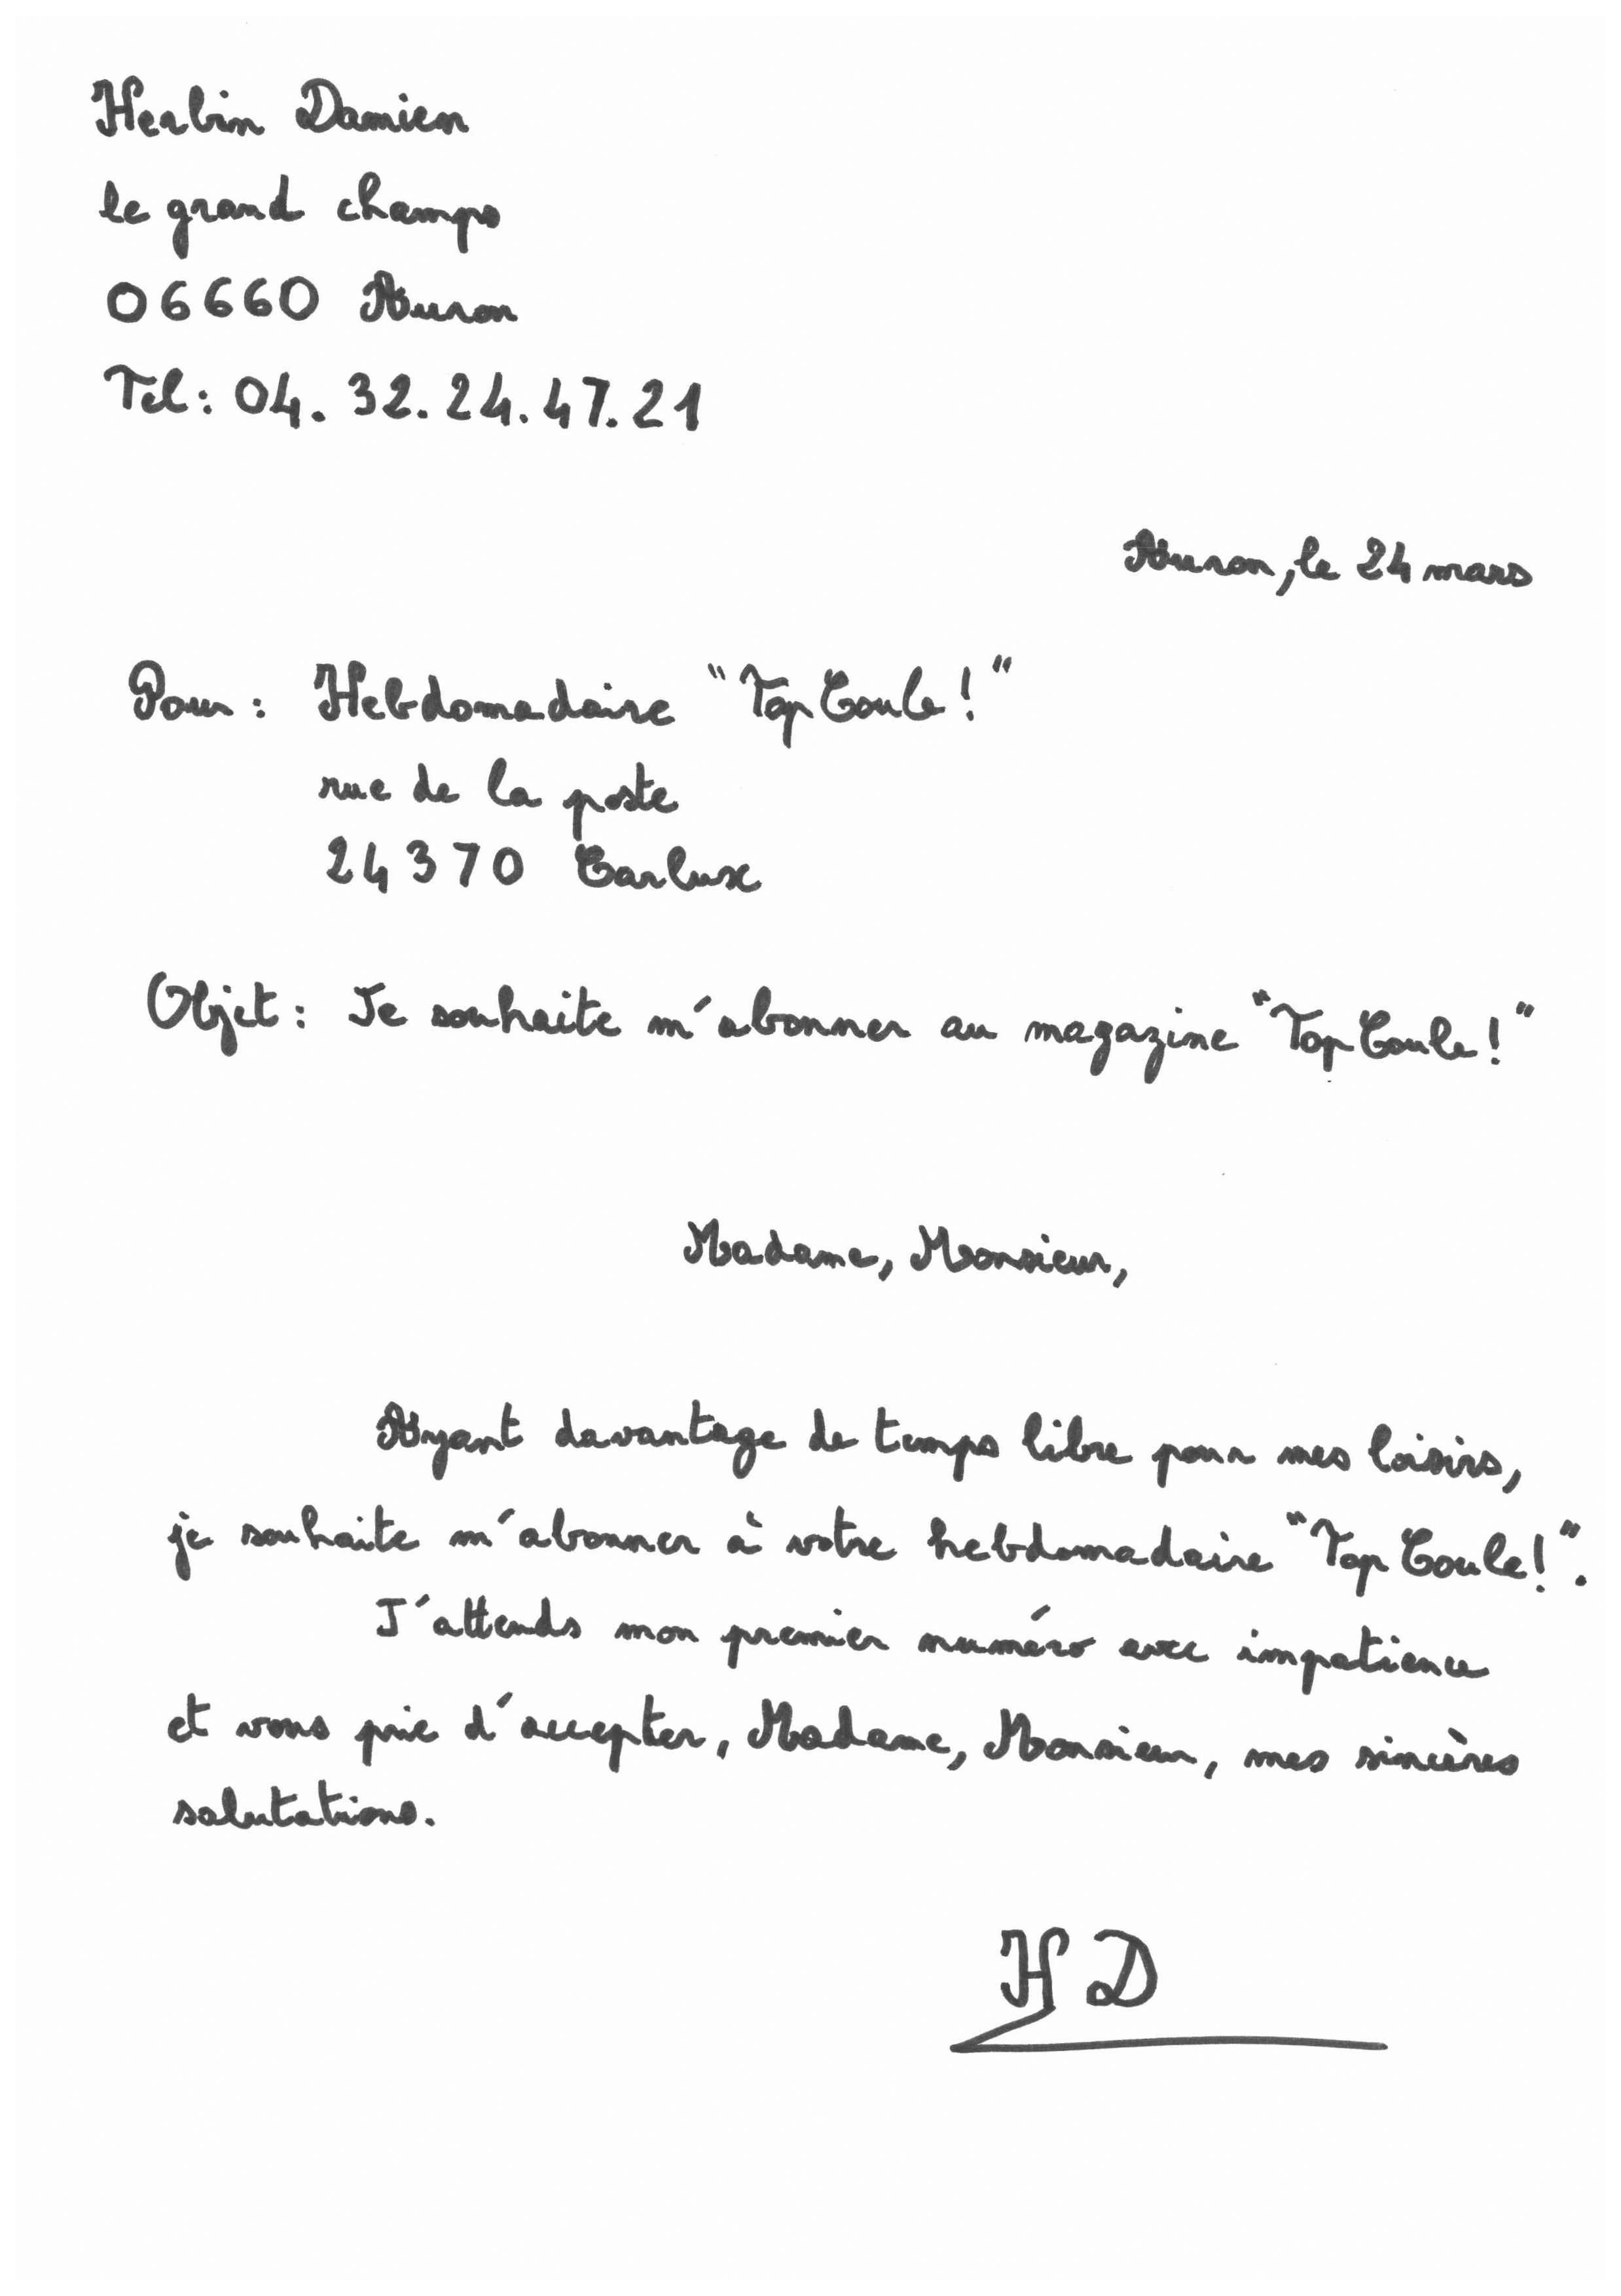 Herbin Damien
le grand champs
06660 Auron
Tel : 04. 32. 24. 47. 21
Auron, le 24 mars
Pour : Hebdomadaire "Top Coule !"
rue de la poste
24370 Carlux
Objet : Je souhaite m'abonner au magazine "Top Coule !"
Madame, Monsieur,
Ayant davantage de temps libre pour mes loisirs,
je souhaite m'abonner à votre hebdomadaire "Top Coule !".
J'attends mon premier numéro avec impatience
et vous prie d'accepter, Madame, Monsieur, mes sincères
salutations.
HD